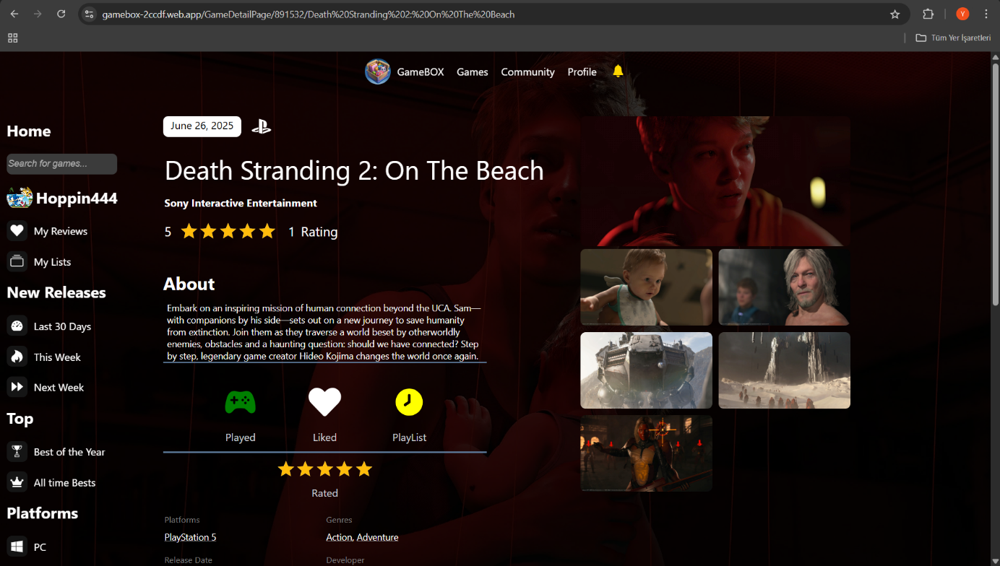 gamebox-2ccdf.web.app/GameDetailPage/891532/Death%20Stranding%202:%20On%20The%20Beach
Y
Tüm Yer İşaretleri
GameBOX Games Community Profile
Home
Search for games...
Hoppin444
My Reviews
My Lists
New Releases
Last 30 Days
This Week
Next Week
Top
Best of the Year
All time Bests
Platforms
PC
June 26, 2025
Death Stranding 2: On The Beach
Sony Interactive Entertainment
5 1 Rating
About
Embark on an inspiring mission of human connection beyond the UCA. Sam—
with companions by his side—sets out on a new journey to save humanity
from extinction. Join them as they traverse a world beset by otherworldly
enemies, obstacles and a haunting question: should we have connected? Step
by step, legendary game creator Hideo Kojima changes the world once again.
Played Liked PlayList
Rated
Platforms Genres
PlayStation 5 Action, Adventure
Release Date Developer